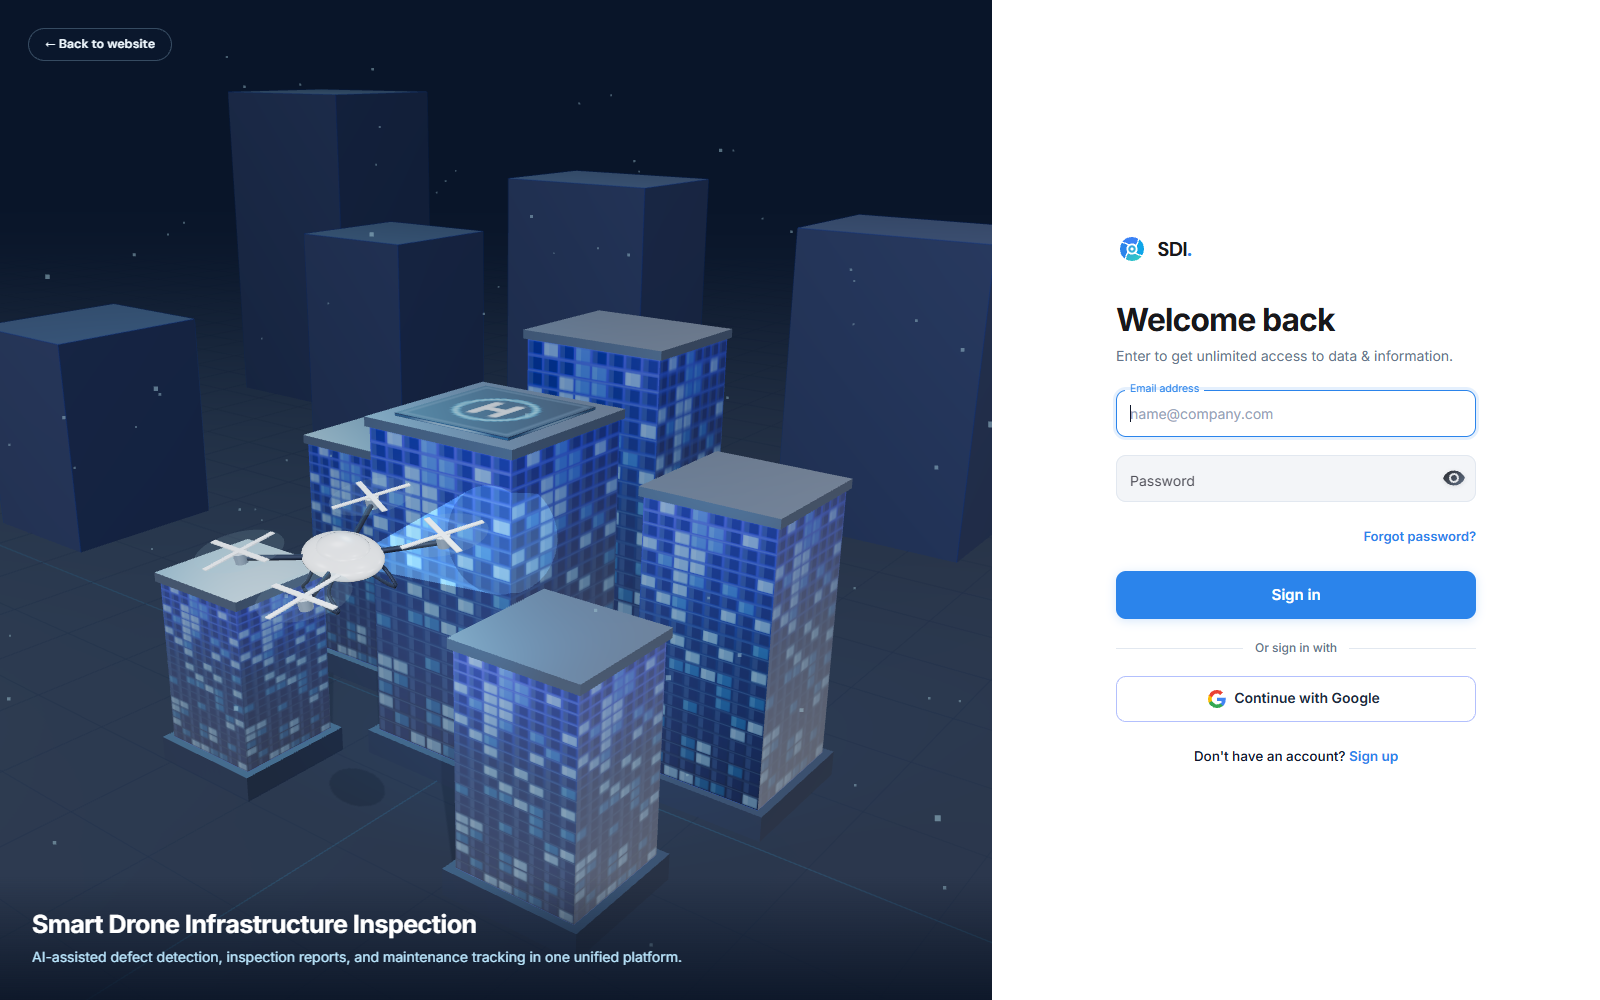 ← Back to website
H
Smart Drone Infrastructure Inspection
AI-assisted defect detection, inspection reports, and maintenance tracking in one unified platform.
SDI.
Welcome back
Enter to get unlimited access to data & information.
Email address
name@company.com
Password
Forgot password?
Sign in
Or sign in with
Continue with Google
Don't have an account? Sign up